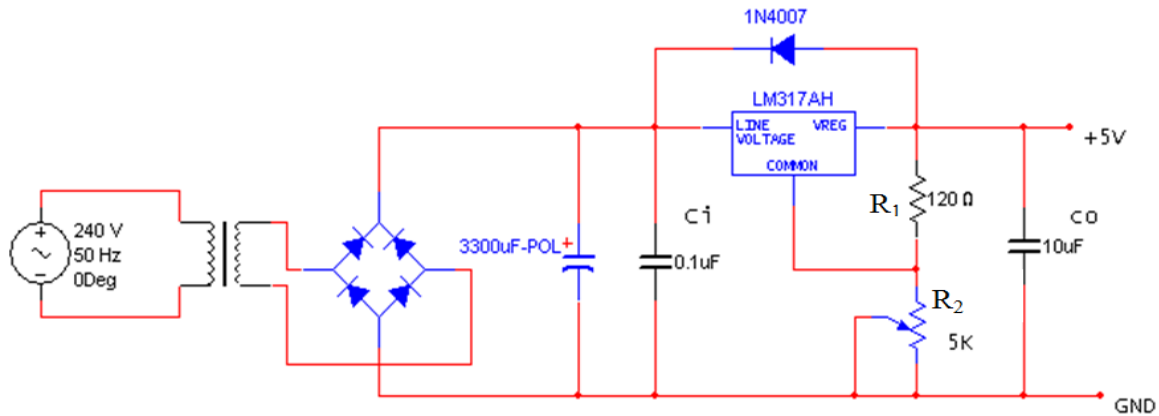 1N4007
LM317AH
LINE VREG
VOLTAGE
COMMON
+5V
R1
120 Ω
Ci
Co
240 V
50 Hz
0Deg
3300uF-POL
+
0.1uF
10uF
R2
5K
GND